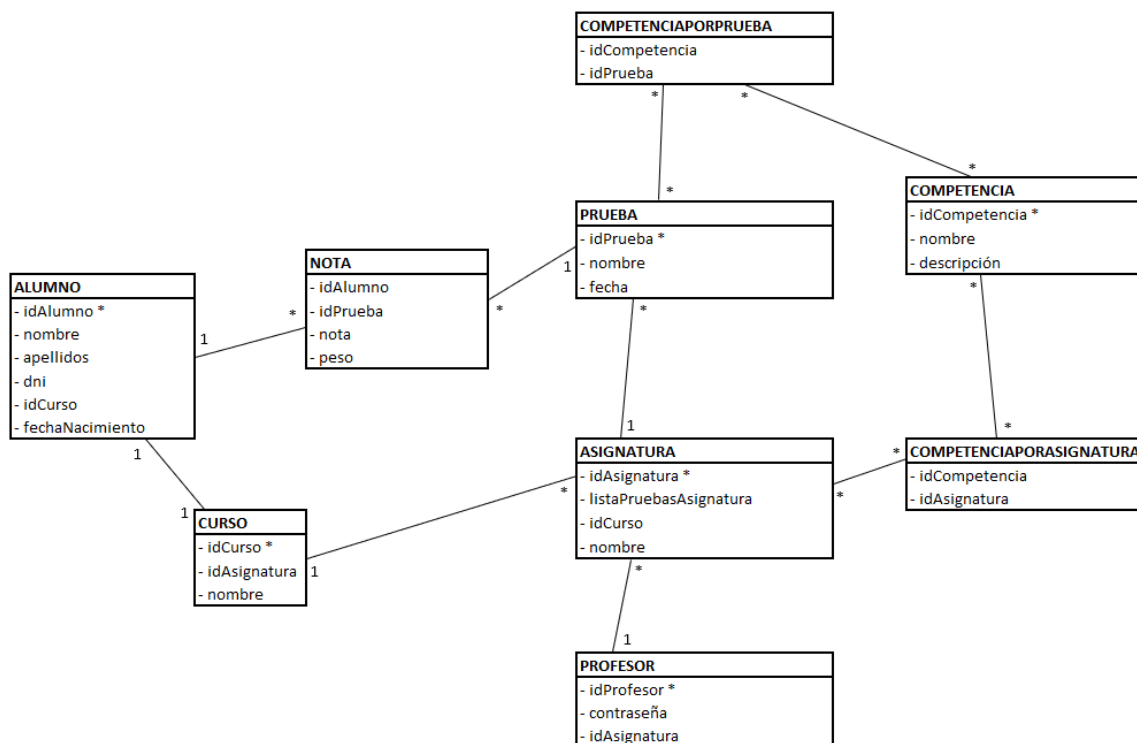 COMPETENCIAPORPRUEBA
- idCompetencia
- idPrueba
*
*
*
*
COMPETENCIA
- idCompetencia *
- nombre
- descripción
*
PRUEBA
- idPrueba *
- nombre
- fecha
*
1
NOTA
- idAlumno
- idPrueba
- nota
- peso
*
*
ALUMNO
- idAlumno *
- nombre
- apellidos
- dni
- idCurso
- fechaNacimiento
1
1
1
ASIGNATURA
- idAsignatura *
- listaPruebasAsignatura
- idCurso
- nombre
*
*
*
1
*
*
COMPETENCIAPORASIGNATURA
- idCompetencia
- idAsignatura
CURSO
- idCurso *
- idAsignatura
- nombre
1
1
1
PROFESOR
- idProfesor *
- contraseña
- idAsignatura